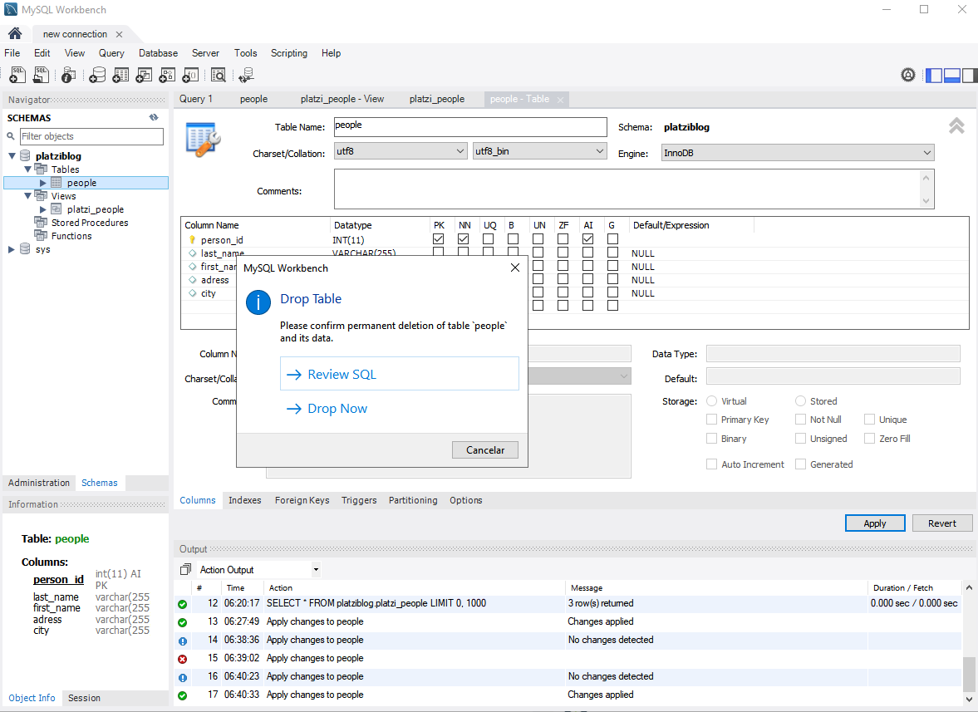 MySQL Workbench
new connection
File Edit View Query Database Server Tools Scripting Help
Navigator
SCHEMAS
Filter objects
platziblog
Tables
people
Views
platzi_people
Stored Procedures
Functions
sys
Administration Schemas
Information
Table: people
Columns:
person_id int(11) AI
PK
last_name varchar(255
first_name varchar(255
adress varchar(255
city varchar(255
Object Info Session
Query 1 people platzi_people - View platzi_people people - Table
Table Name: people Schema: platziblog
Charset/Collation: utf8 utf8_bin Engine: InnoDB
Comments:
Column Name Datatype PK NN UQ B UN ZF AI G Default/Expression
person_id INT(11)
last_name VARCHAR(255) NULL
first_nam NULL
adress NULL
city NULL
MySQL Workbench
Drop Table
Please confirm permanent deletion of table `people`
and its data.
Review SQL
Drop Now
Cancelar
Column N Data Type:
Charset/Colla Default:
Comm Storage: Virtual Stored
Primary Key Not Null Unique
Binary Unsigned Zero Fill
Auto Increment Generated
Columns Indexes Foreign Keys Triggers Partitioning Options
Apply Revert
Output
Action Output
# Time Action Message Duration / Fetch
12 06:20:17 SELECT * FROM platziblog.platzi_people LIMIT 0, 1000 3 row(s) returned 0.000 sec / 0.000 sec
13 06:27:49 Apply changes to people Changes applied
14 06:38:36 Apply changes to people No changes detected
15 06:39:02 Apply changes to people
16 06:40:23 Apply changes to people No changes detected
17 06:40:33 Apply changes to people Changes applied